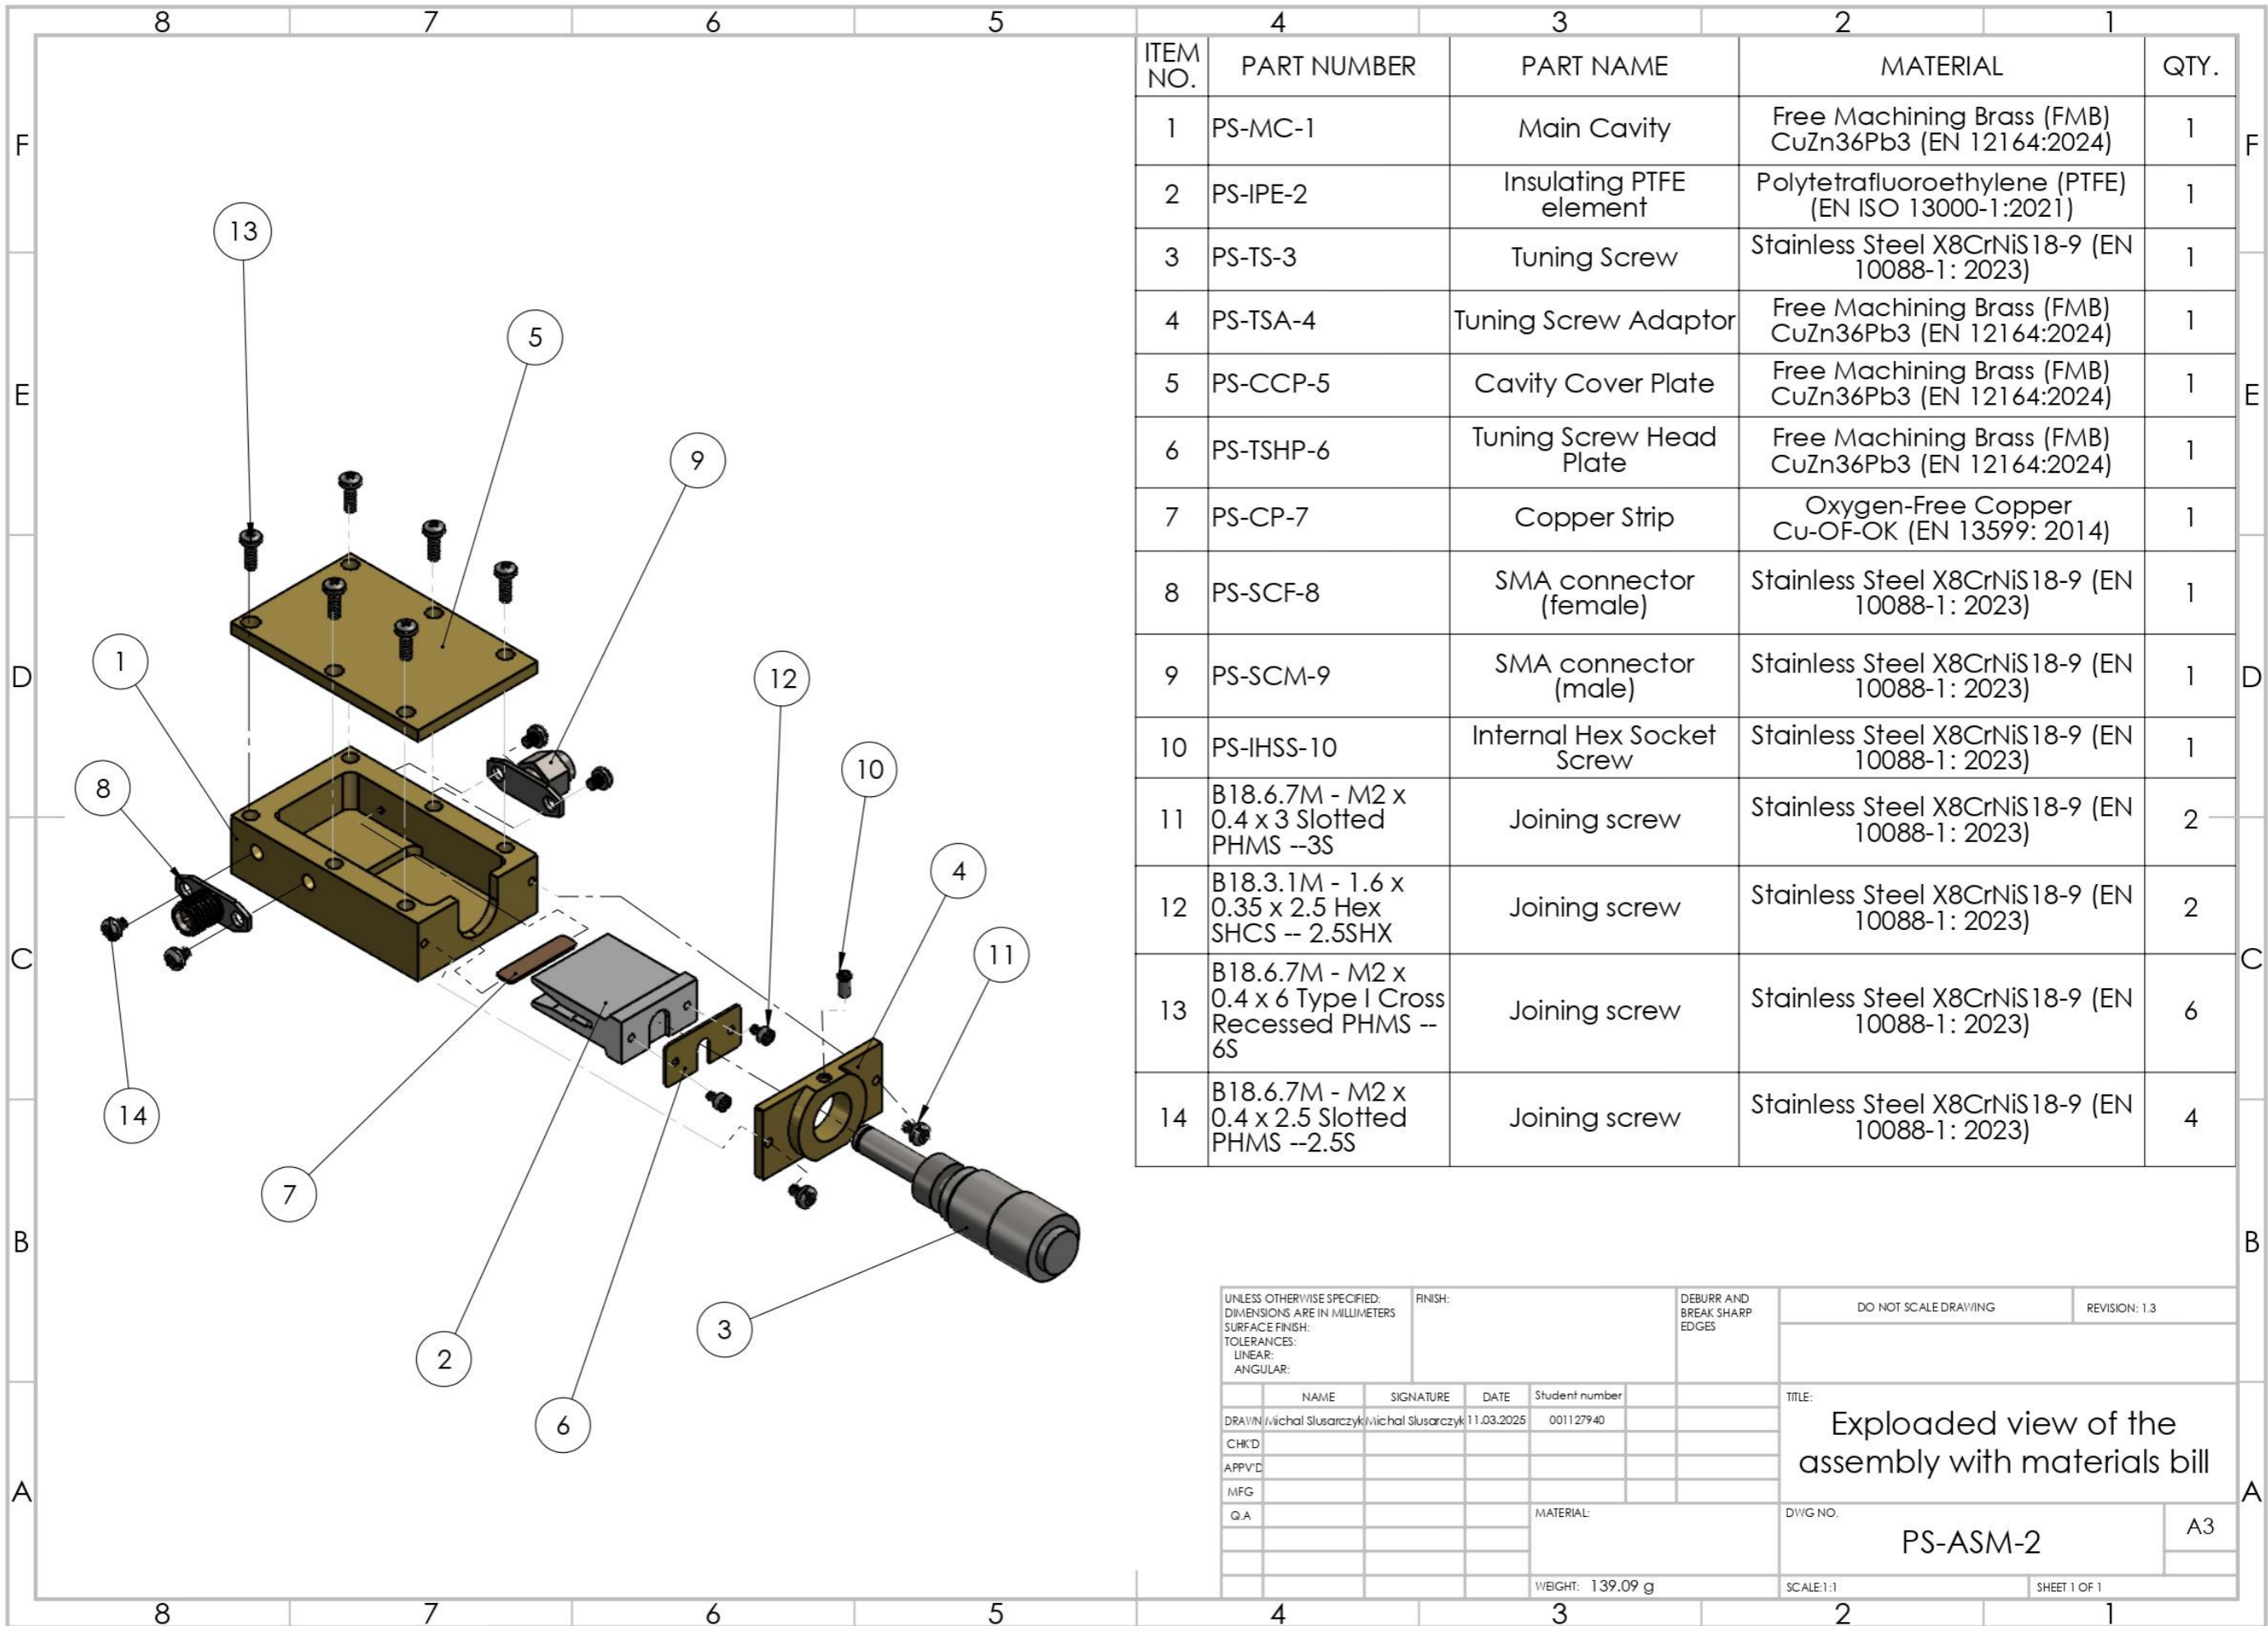 8 7 6 5 4 3 2 1
F
E
D
C
B
A
13
5
9
1
12
8
10
4
11
14
7
2
3
6
ITEM NO. PART NUMBER PART NAME MATERIAL QTY.
1 PS-MC-1 Main Cavity Free Machining Brass (FMB) CuZn36Pb3 (EN 12164:2024) 1
2 PS-IPE-2 Insulating PTFE element Polytetrafluoroethylene (PTFE) (EN ISO 13000-1:2021) 1
3 PS-TS-3 Tuning Screw Stainless Steel X8CrNiS18-9 (EN 10088-1: 2023) 1
4 PS-TSA-4 Tuning Screw Adaptor Free Machining Brass (FMB) CuZn36Pb3 (EN 12164:2024) 1
5 PS-CCP-5 Cavity Cover Plate Free Machining Brass (FMB) CuZn36Pb3 (EN 12164:2024) 1
6 PS-TSHP-6 Tuning Screw Head Plate Free Machining Brass (FMB) CuZn36Pb3 (EN 12164:2024) 1
7 PS-CP-7 Copper Strip Oxygen-Free Copper Cu-OF-OK (EN 13599: 2014) 1
8 PS-SCF-8 SMA connector (female) Stainless Steel X8CrNiS18-9 (EN 10088-1: 2023) 1
9 PS-SCM-9 SMA connector (male) Stainless Steel X8CrNiS18-9 (EN 10088-1: 2023) 1
10 PS-IHSS-10 Internal Hex Socket Screw Stainless Steel X8CrNiS18-9 (EN 10088-1: 2023) 1
11 B18.6.7M - M2 x 0.4 x 3 Slotted PHMS --3S Joining screw Stainless Steel X8CrNiS18-9 (EN 10088-1: 2023) 2
12 B18.3.1M - 1.6 x 0.35 x 2.5 Hex SHCS -- 2.5SHX Joining screw Stainless Steel X8CrNiS18-9 (EN 10088-1: 2023) 2
13 B18.6.7M - M2 x 0.4 x 6 Type I Cross Recessed PHMS --6S Joining screw Stainless Steel X8CrNiS18-9 (EN 10088-1: 2023) 6
14 B18.6.7M - M2 x 0.4 x 2.5 Slotted PHMS --2.5S Joining screw Stainless Steel X8CrNiS18-9 (EN 10088-1: 2023) 4
F
E
D
C
B
A
UNLESS OTHERWISE SPECIFIED:
DIMENSIONS ARE IN MILLIMETERS
SURFACE FINISH:
TOLERANCES:
LINEAR:
ANGULAR:
FINISH:
DEBURR AND
BREAK SHARP
EDGES
DO NOT SCALE DRAWING
REVISION: 1.3
NAME SIGNATURE DATE Student number
DRAWN Michal Slusarczyk Michal Slusarczyk 11.03.2025 001127940
CHK'D
APPV'D
MFG
Q.A
MATERIAL:
WEIGHT: 139.09 g
TITLE:
Exploaded view of the
assembly with materials bill
DWG NO.
PS-ASM-2
A3
SCALE:1:1
SHEET 1 OF 1
8 7 6 5 4 3 2 1